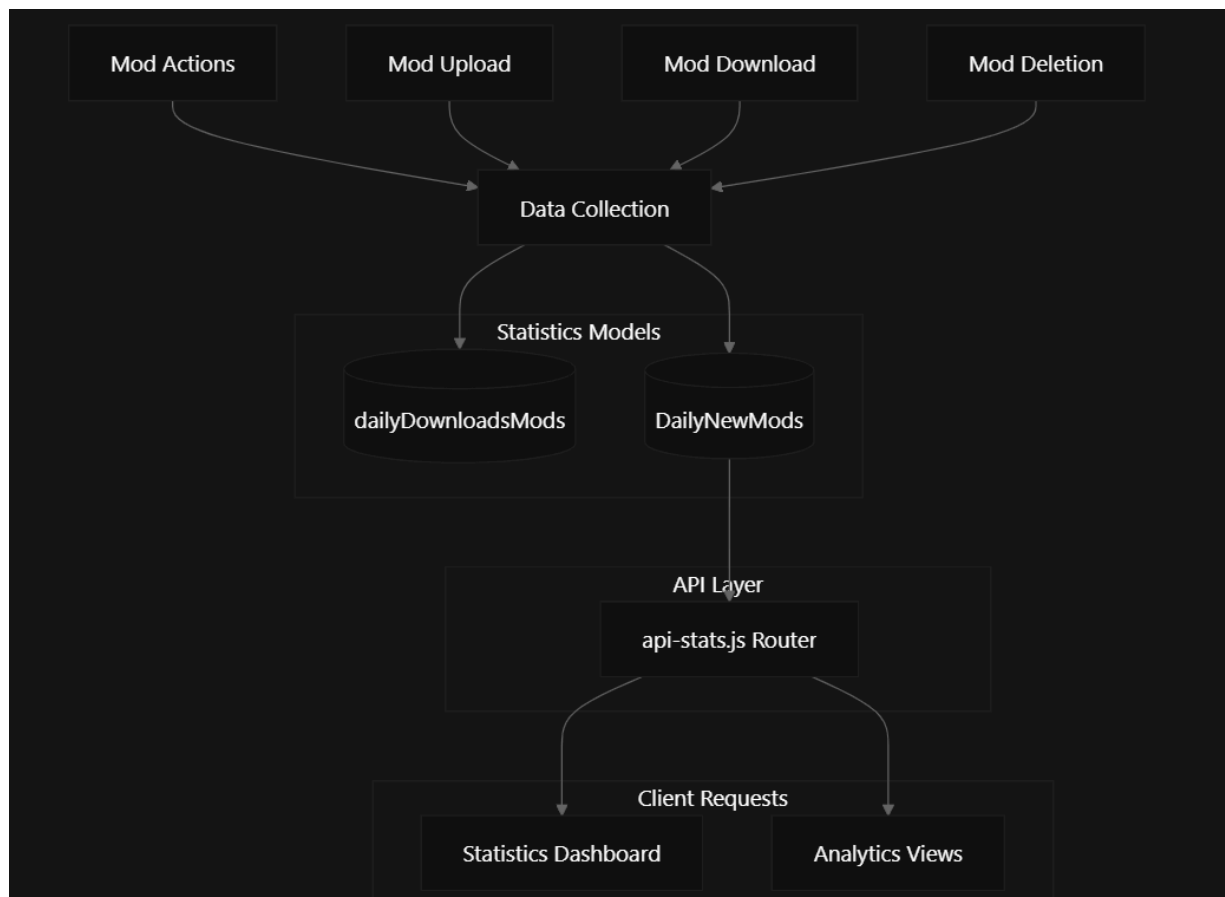 Mod Actions
Mod Upload
Mod Download
Mod Deletion
Data Collection
Statistics Models
dailyDownloadsMods
DailyNewMods
API Layer
api-stats.js Router
Client Requests
Statistics Dashboard
Analytics Views